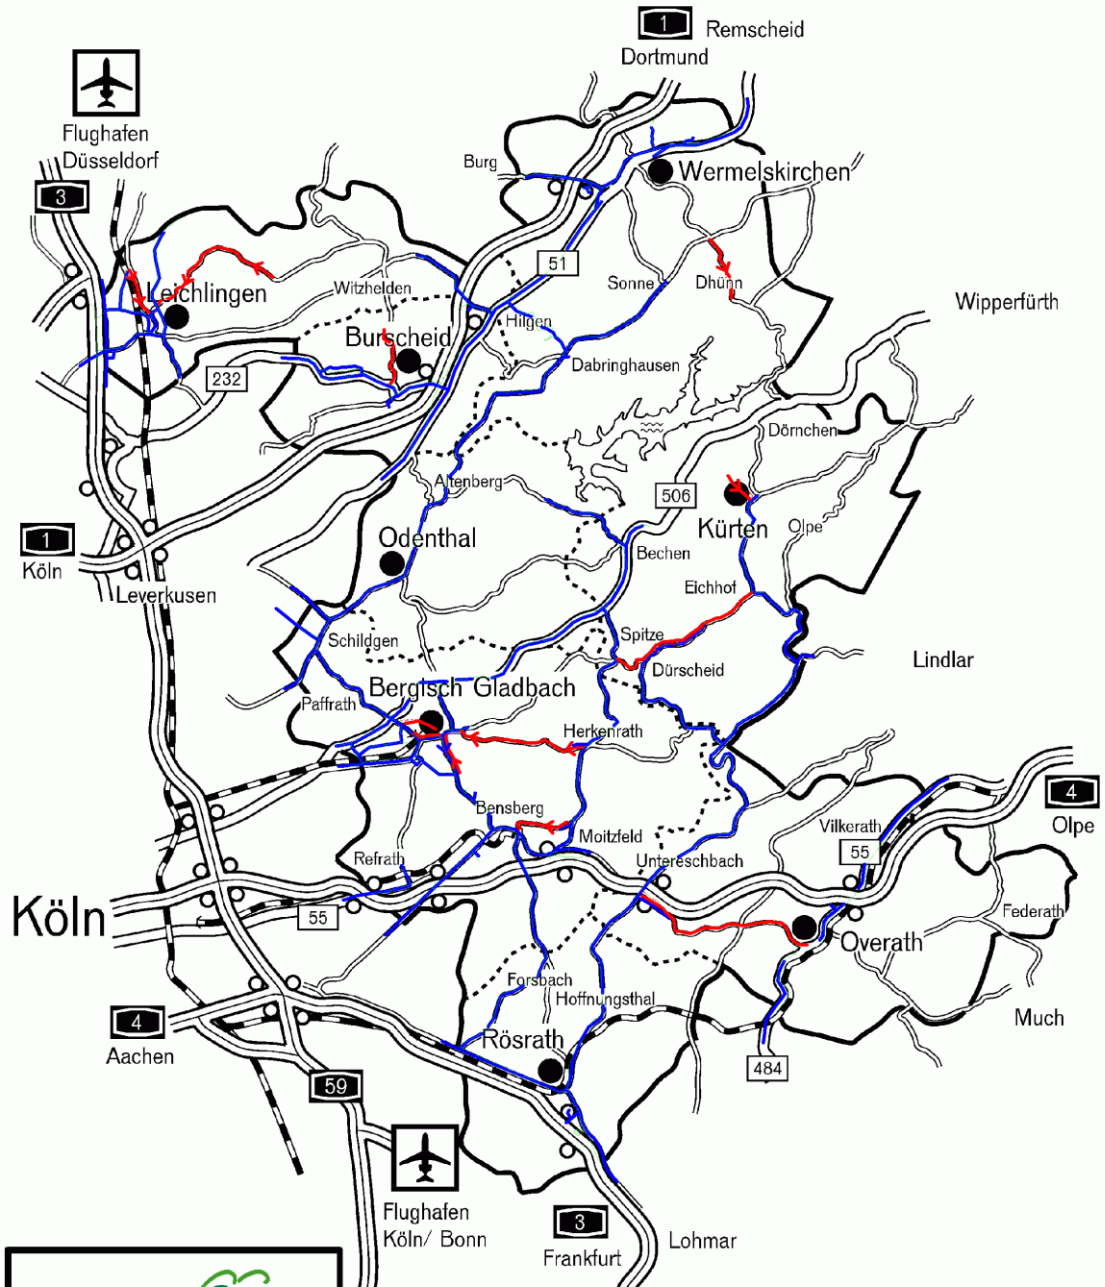 1
Remscheid
Dortmund
Flughafen
Düsseldorf
Burg
Wermelskirchen
3
51
Leichlingen
Witzhelden
Sonne
Dhünn
Wipperfürth
Hilgen
Burscheid
Dabringhausen
232
Dörnchen
Altenberg
506
Kürten
Olpe
Odenthal
1
Köln
Bechen
Leverkusen
Eichhof
Schildgen
Spitze
Dürscheid
Lindlar
Bergisch Gladbach
Paffrath
Herkenrath
Bensberg
Moitzfeld
Vilkerath
4
Olpe
Refrath
Untereschbach
55
Köln
55
Federath
Overath
Forsbach
Hoffnungsthal
Much
4
Aachen
Rösrath
484
59
Flughafen
Köln/ Bonn
3
Frankfurt
Lohmar